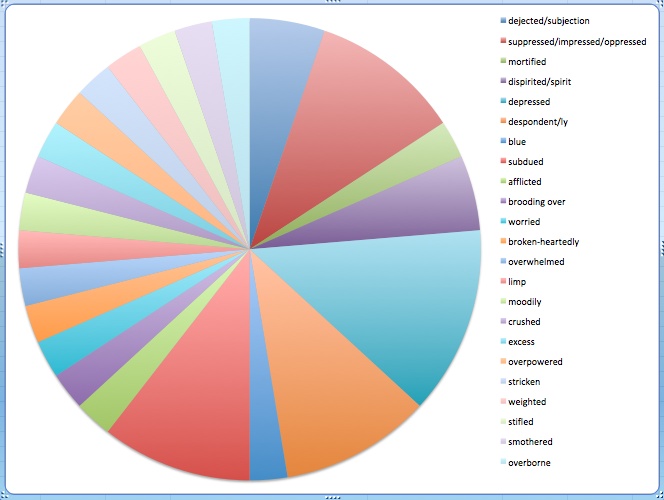 dejected/subjection
suppressed/impressed/oppressed
mortified
dispirited/spirit
depressed
despondent/ly
blue
subdued
afflicted
brooding over
worried
broken-heartedly
overwhelmed
limp
moodily
crushed
excess
overpowered
stricken
weighted
stifled
smothered
overborne